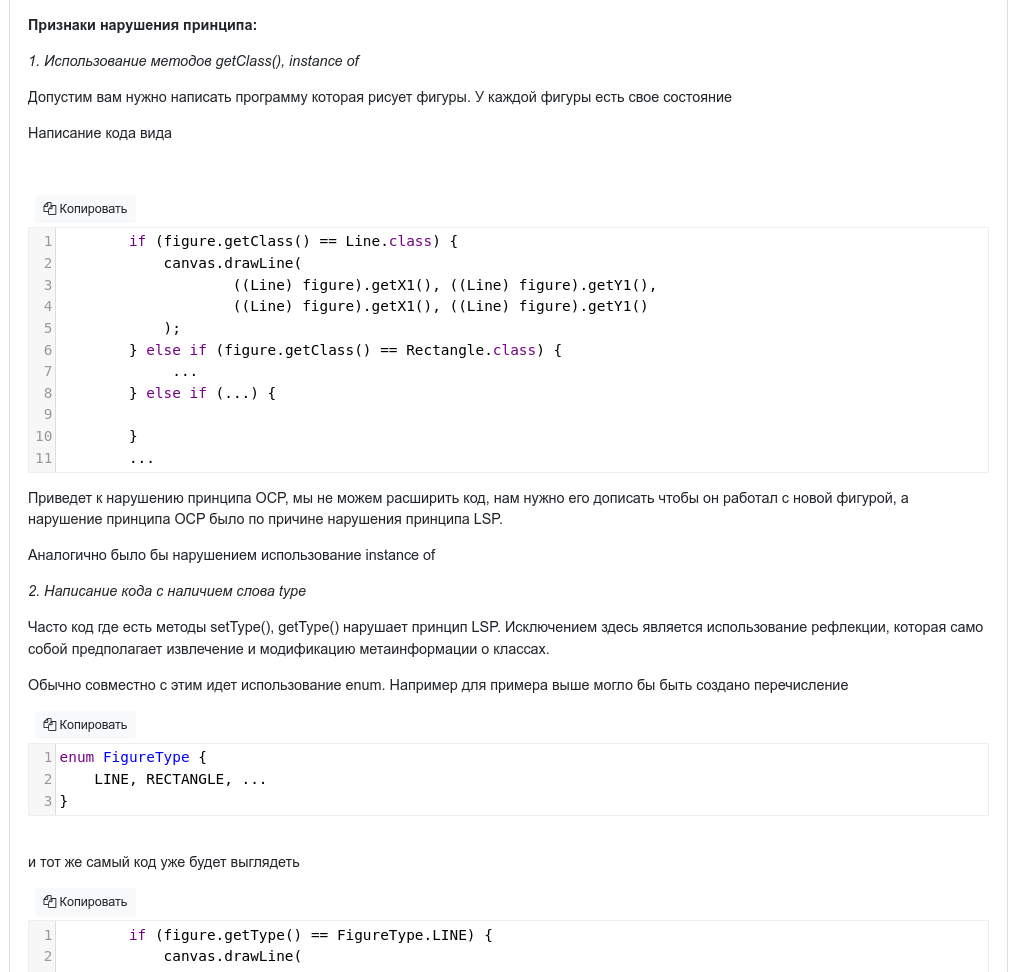 Признаки нарушения принципа:
1. Использование методов getClass(), instance of
Допустим вам нужно написать программу которая рисует фигуры. У каждой фигуры есть свое состояние
Написание кода вида
Копировать
1 if (figure.getClass() == Line.class) {
2 canvas.drawLine(
3 ((Line) figure).getX1(), ((Line) figure).getY1(),
4 ((Line) figure).getX1(), ((Line) figure).getY1()
5 );
6 } else if (figure.getClass() == Rectangle.class) {
7 ...
8 } else if (...) {
9
10 }
11 ...
Приведет к нарушению принципа OCP, мы не можем расширить код, нам нужно его дописать чтобы он работал с новой фигурой, а
нарушение принципа OCP было по причине нарушения принципа LSP.
Аналогично было бы нарушением использование instance of
2. Написание кода с наличием слова type
Часто код где есть методы setType(), getType() нарушает принцип LSP. Исключением здесь является использование рефлекции, которая само
собой предполагает извлечение и модификацию метаинформации о классах.
Обычно совместно с этим идет использование enum. Например для примера выше могло бы быть создано перечисление
Копировать
1 enum FigureType {
2 LINE, RECTANGLE, ...
3 }
и тот же самый код уже будет выглядеть
Копировать
1 if (figure.getType() == FigureType.LINE) {
2 canvas.drawLine(